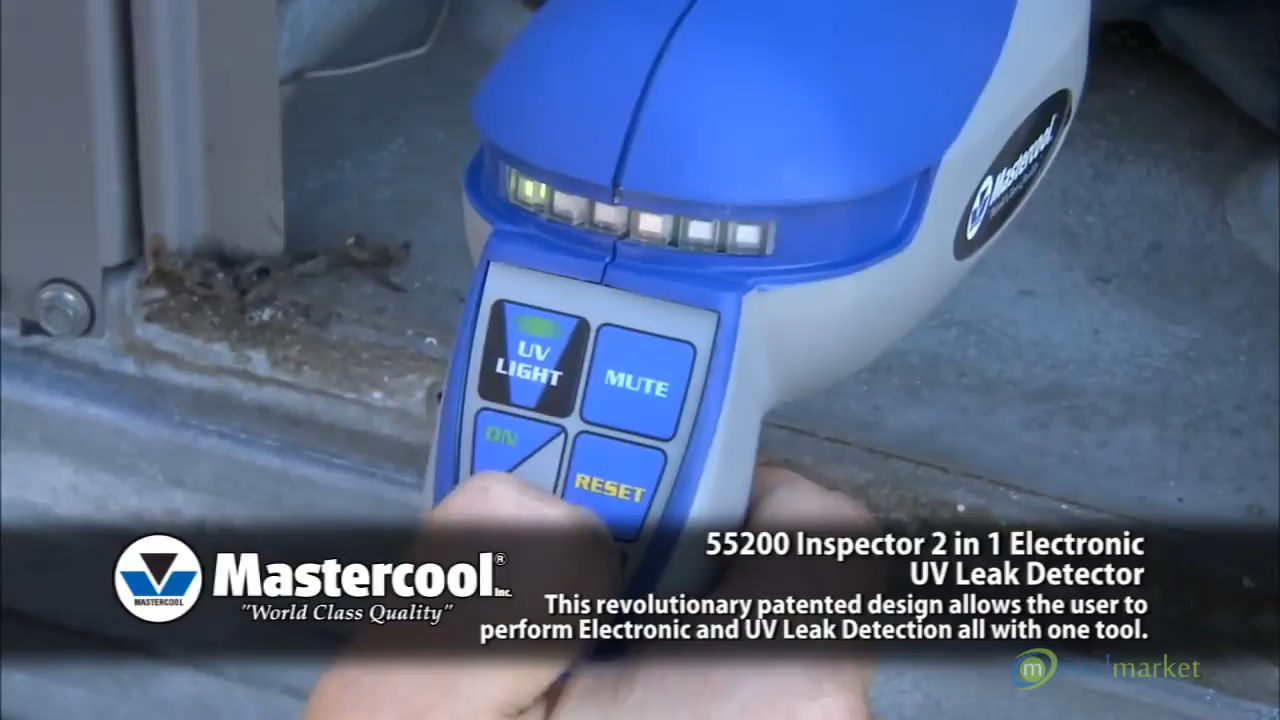 Mastercool
UV
LIGHT
MUTE
ON
RESET
MASTERCOOL
Mastercool® Inc.
"World Class Quality"
55200 Inspector 2 in 1 Electronic
UV Leak Detector
This revolutionary patented design allows the user to
perform Electronic and UV Leak Detection all with one tool.
m market